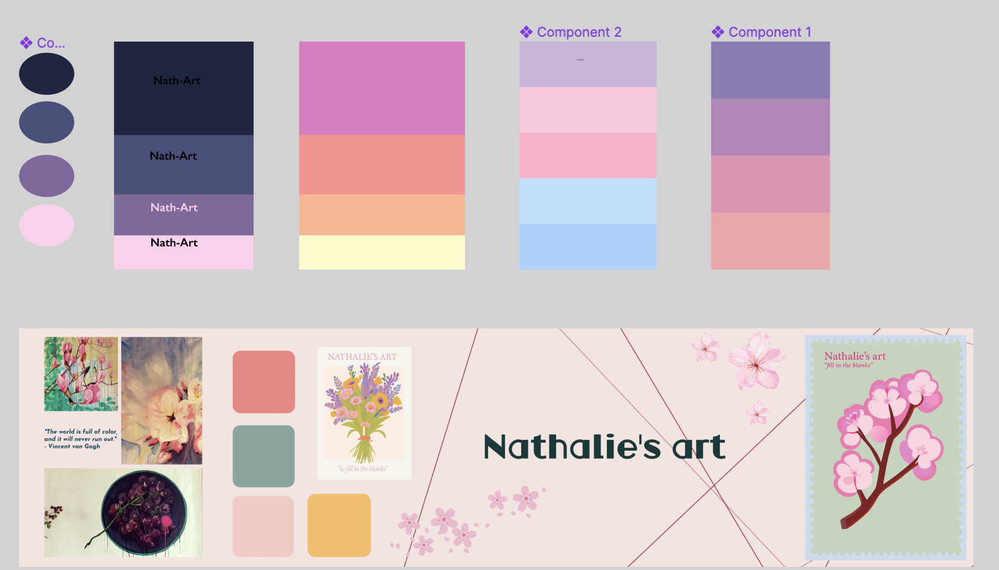 Co...
Component 2
Component 1
Nath-Art
Nath-Art
Nath-Art
Nath-Art
"The world is full of color,
and it will never run out."
- Vincent van Gogh
NATHALIE'S ART
"to fill in the blanks"
Nathalie's art
Nathalie's art
"fill in the blanks"